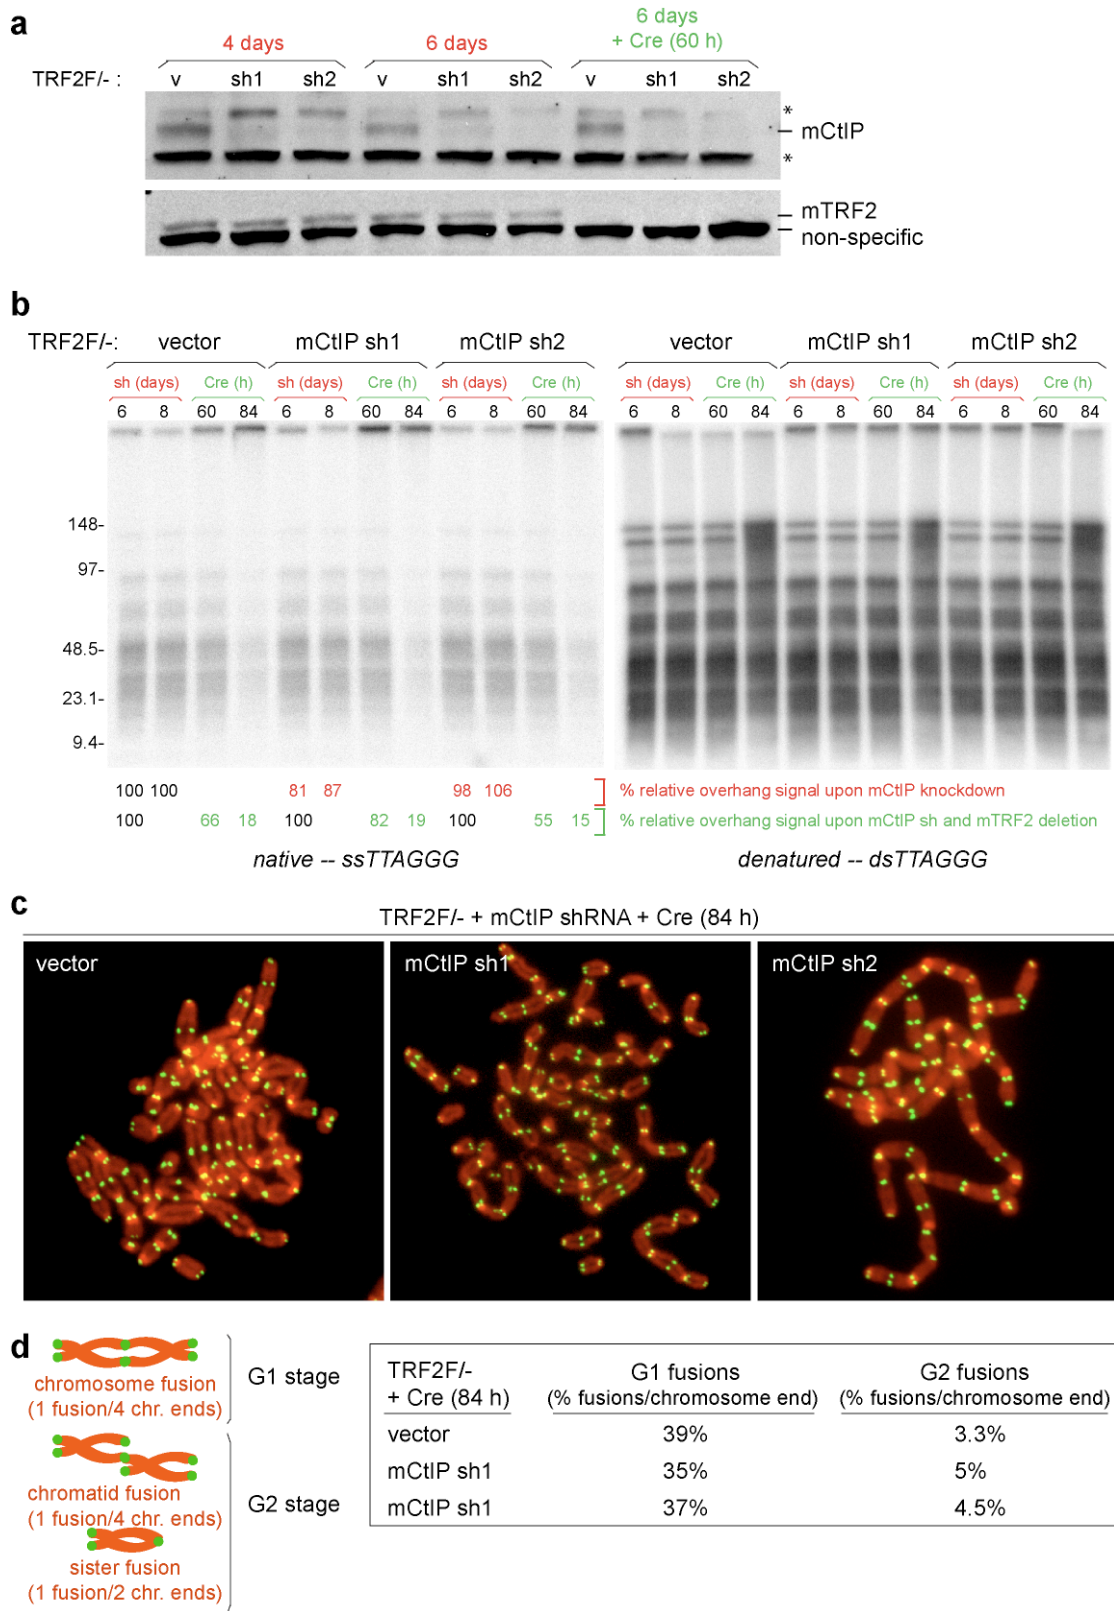 a
4 days
6 days
6 days
+ Cre (60 h)
TRF2F/- :
v sh1 sh2 v sh1 sh2 v sh1 sh2
*
mCtIP
*
mTRF2
non-specific
b
TRF2F/-: vector mCtIP sh1 mCtIP sh2 vector mCtIP sh1 mCtIP sh2
sh (days) Cre (h) sh (days) Cre (h) sh (days) Cre (h) sh (days) Cre (h) sh (days) Cre (h) sh (days) Cre (h)
6 8 60 84 6 8 60 84 6 8 60 84 6 8 60 84 6 8 60 84 6 8 60 84
148-
97-
48.5-
23.1-
9.4-
100 100 81 87 98 106 % relative overhang signal upon mCtIP knockdown
100 66 18 100 82 19 100 55 15 % relative overhang signal upon mCtIP sh and mTRF2 deletion
native -- ssTTAGGG denatured -- dsTTAGGG
c
TRF2F/- + mCtIP shRNA + Cre (84 h)
vector mCtIP sh1 mCtIP sh2
d
chromosome fusion
(1 fusion/4 chr. ends)
G1 stage
chromatid fusion
(1 fusion/4 chr. ends)
sister fusion
(1 fusion/2 chr. ends)
G2 stage
TRF2F/- G1 fusions G2 fusions
+ Cre (84 h) (% fusions/chromosome end) (% fusions/chromosome end)
vector 39% 3.3%
mCtIP sh1 35% 5%
mCtIP sh1 37% 4.5%